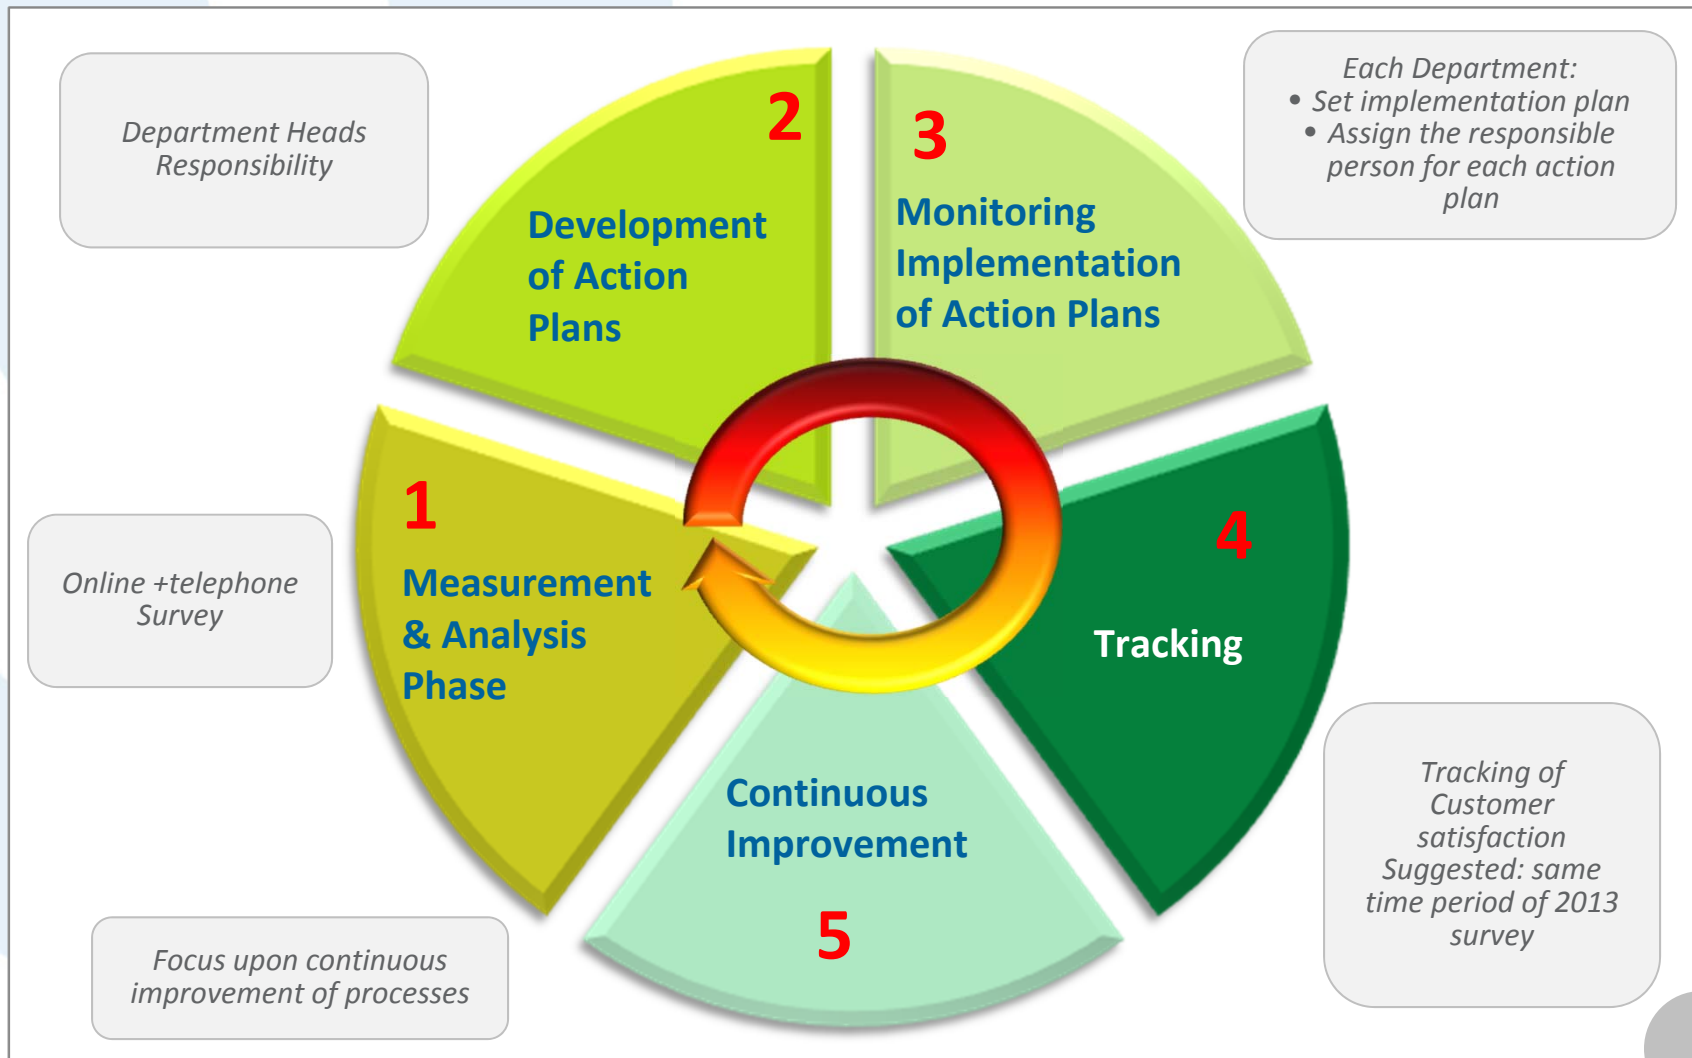 Department Heads
Responsibility
2
Development
of Action
Plans
3
Monitoring
Implementation
of Action Plans
Each Department:
• Set implementation plan
• Assign the responsible
person for each action
plan
1
Measurement
& Analysis
Phase
Online +telephone
Survey
4
Tracking
Tracking of
Customer
satisfaction
Suggested: same
time period of 2013
survey
Continuous
Improvement
5
Focus upon continuous
improvement of processes